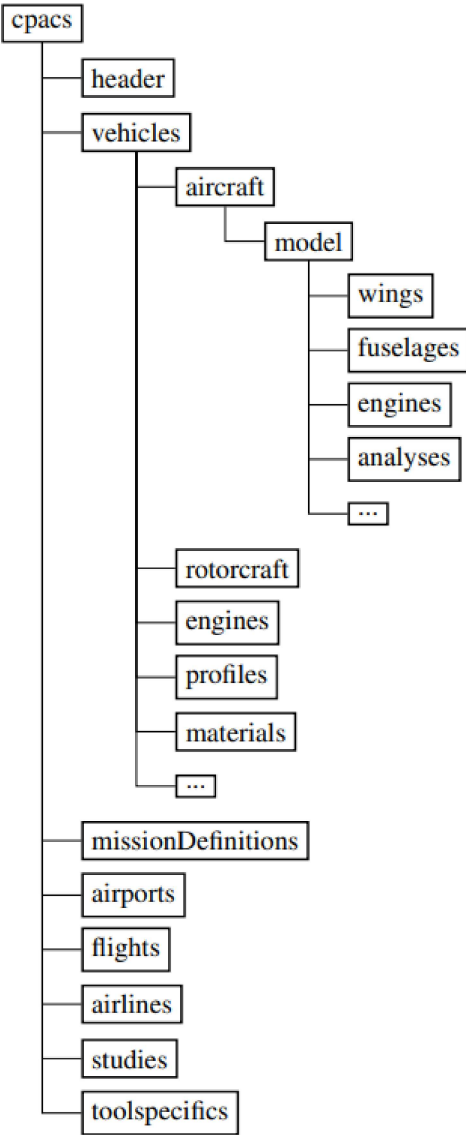 cpacs
header
vehicles
aircraft
model
wings
fuselages
engines
analyses
...
rotorcraft
engines
profiles
materials
...
missionDefinitions
airports
flights
airlines
studies
toolspecifics